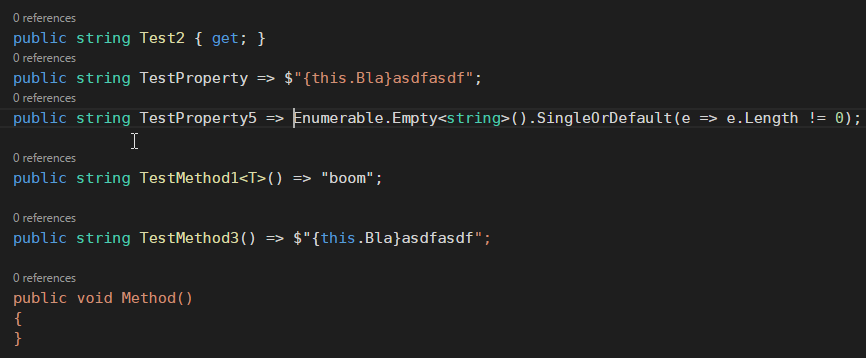 0 references
public string Test2 { get; }
0 references
public string TestProperty => $"{this.Bla}asdfasdf";
0 references
public string TestProperty5 => Enumerable.Empty<string>().SingleOrDefault(e => e.Length != 0);
0 references
public string TestMethod1<T>() => "boom";
0 references
public string TestMethod3() => $"{this.Bla}asdfasdf";
0 references
public void Method()
{
}